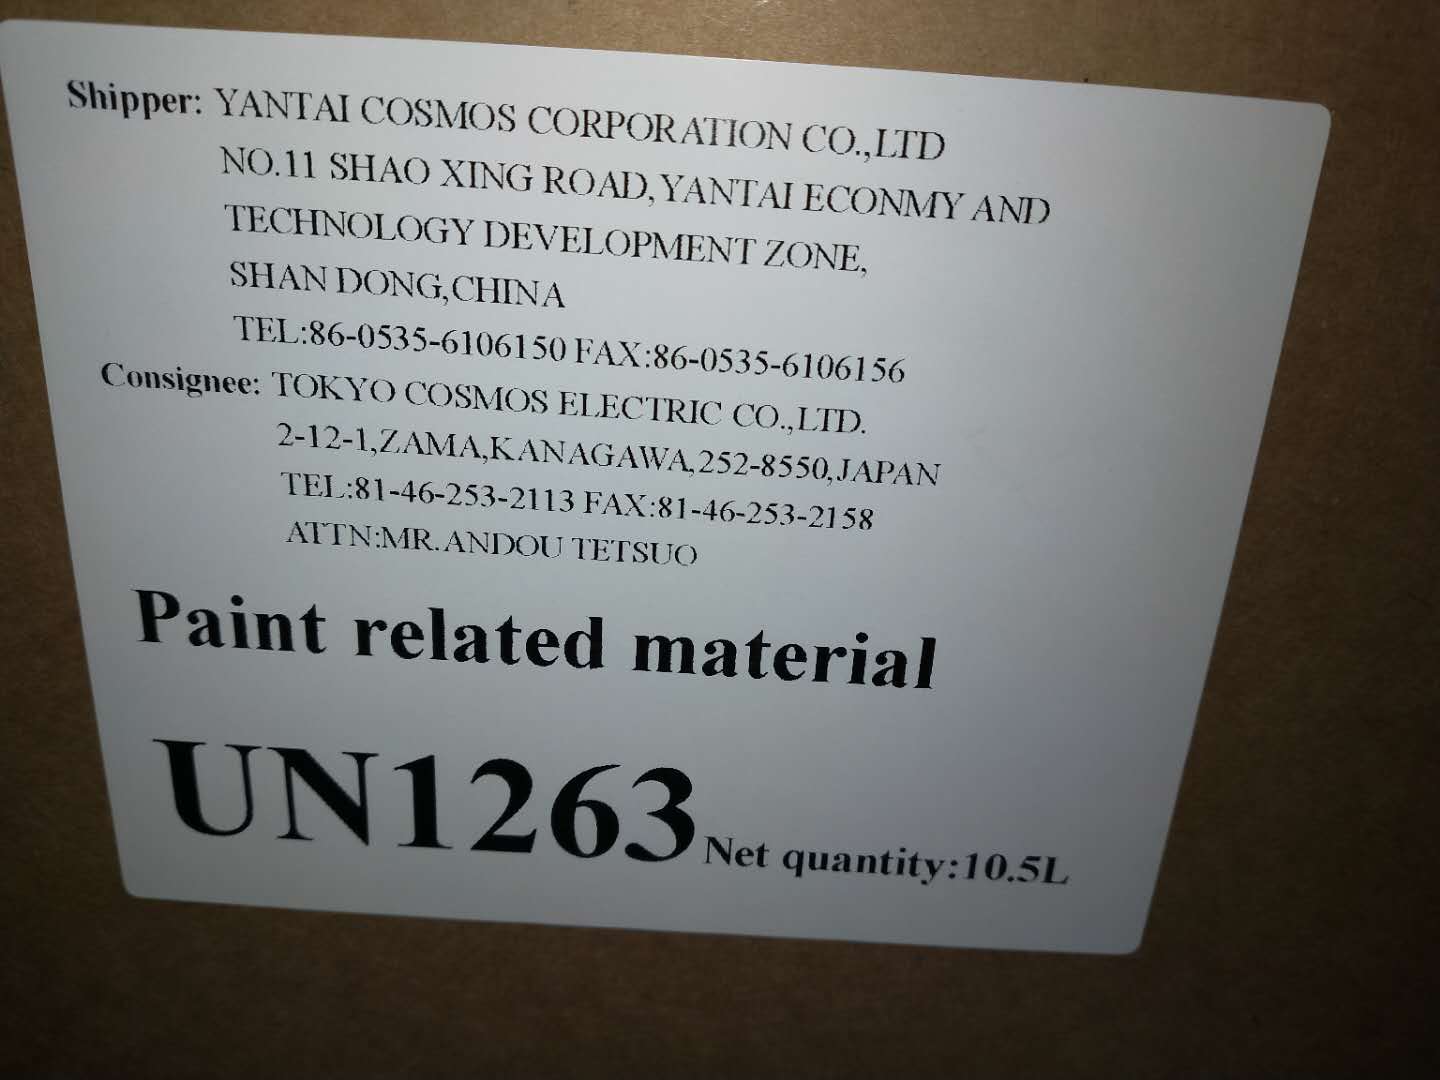 Shipper: YANTAI COSMOS CORPORATION CO.,LTD
NO.11 SHAO XING ROAD,YANTAI ECONMY AND
TECHNOLOGY DEVELOPMENT ZONE,
SHAN DONG,CHINA
TEL:86-0535-6106150 FAX:86-0535-6106156
Consignee: TOKYO COSMOS ELECTRIC CO.,LTD.
2-12-1,ZAMA,KANAGAWA,252-8550,JAPAN
TEL:81-46-253-2113 FAX:81-46-253-2158
ATTN:MR.ANDOU TETSUO
Paint related material
UN1263 Net quantity:10.5L